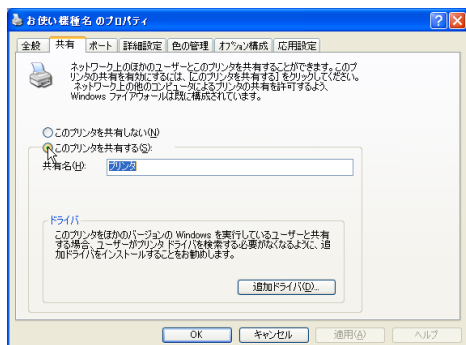 お使い機種名 のプロパティ
全般 共有 ポート 詳細設定 色の管理 オプション構成 応用設定
ネットワーク上のほかのユーザーとこのプリンタを共有することができます。このプ
リンタの共有を有効にするには、[このプリンタを共有する] をクリックしてください。
ネットワーク上の他のコンピュータによるプリンタの共有を許可するよう、
Windows ファイアウォールは既に構成されています。
このプリンタを共有しない(N)
このプリンタを共有する(S):
共有名(H): プリンタ
ドライバ
このプリンタをほかのバージョンの Windows を実行しているユーザーと共有
する場合、ユーザーがプリンタ ドライバを検索する必要がなくなるように、追
加ドライバをインストールすることをお勧めします。
追加ドライバ(D)...
OK キャンセル 適用(A) ヘルプ